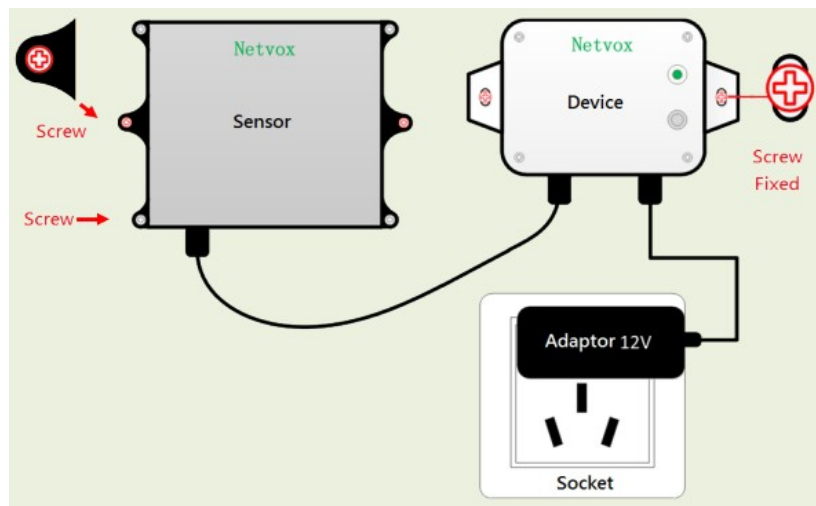 Netvox
Sensor
Screw
Screw
Netvox
Device
Screw
Fixed
Adaptor 12V
Socket